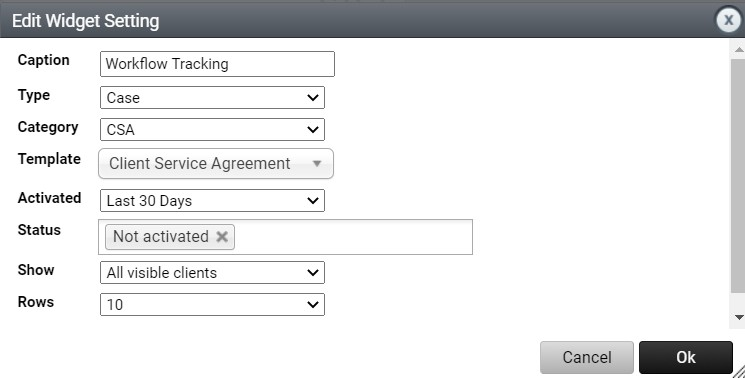 Edit Widget Setting
Caption Workflow Tracking
Type Case
Category CSA
Template Client Service Agreement
Activated Last 30 Days
Status Not activated
Show All visible clients
Rows 10
Cancel Ok